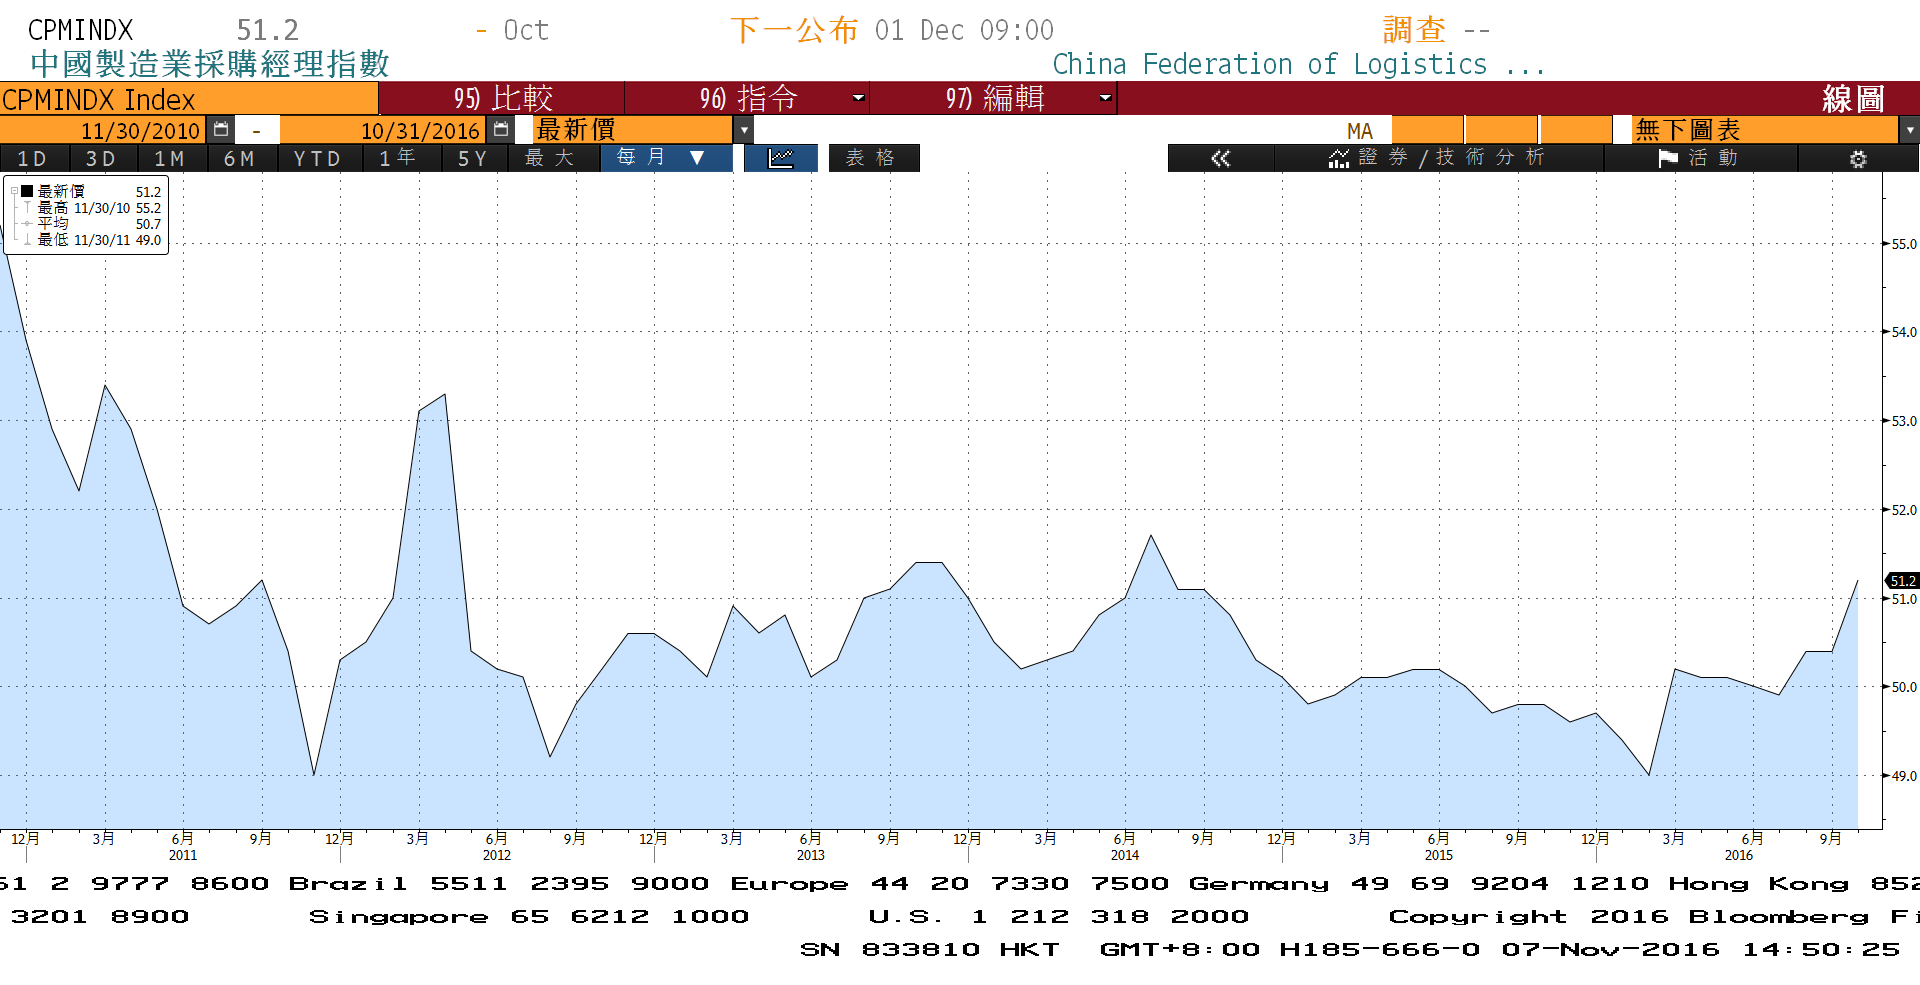 CPMINDX 51.2 - Oct 下一公布 01 Dec 09:00 調查 --
中國製造業採購經理指數 China Federation of Logistics ...
CPMINDX Index 95) 比較 96) 指令 97) 編輯 線圖
11/30/2010 - 10/31/2016 最新價 MA 無下圖表
1D 3D 1M 6M YTD 1年 5Y 最大 每月 ▼ 表格 « 證券/技術分析 活動
最新價 51.2
最高 11/30/10 55.2
平均 50.7
最低 11/30/11 49.0
55.0
54.0
53.0
52.0
51.2
51.0
50.0
49.0
12月 3月 6月 9月 12月 3月 6月 9月 12月 3月 6月 9月 12月 3月 6月 9月 12月 3月 6月 9月 12月 3月 6月 9月
2011 2012 2013 2014 2015 2016
61 2 9777 8600 Brazil 5511 2395 9000 Europe 44 20 7330 7500 Germany 49 69 9204 1210 Hong Kong 852
3201 8900 Singapore 65 6212 1000 U.S. 1 212 318 2000 Copyright 2016 Bloomberg Fi
SN 833810 HKT GMT+8:00 H185-666-0 07-Nov-2016 14:50:25